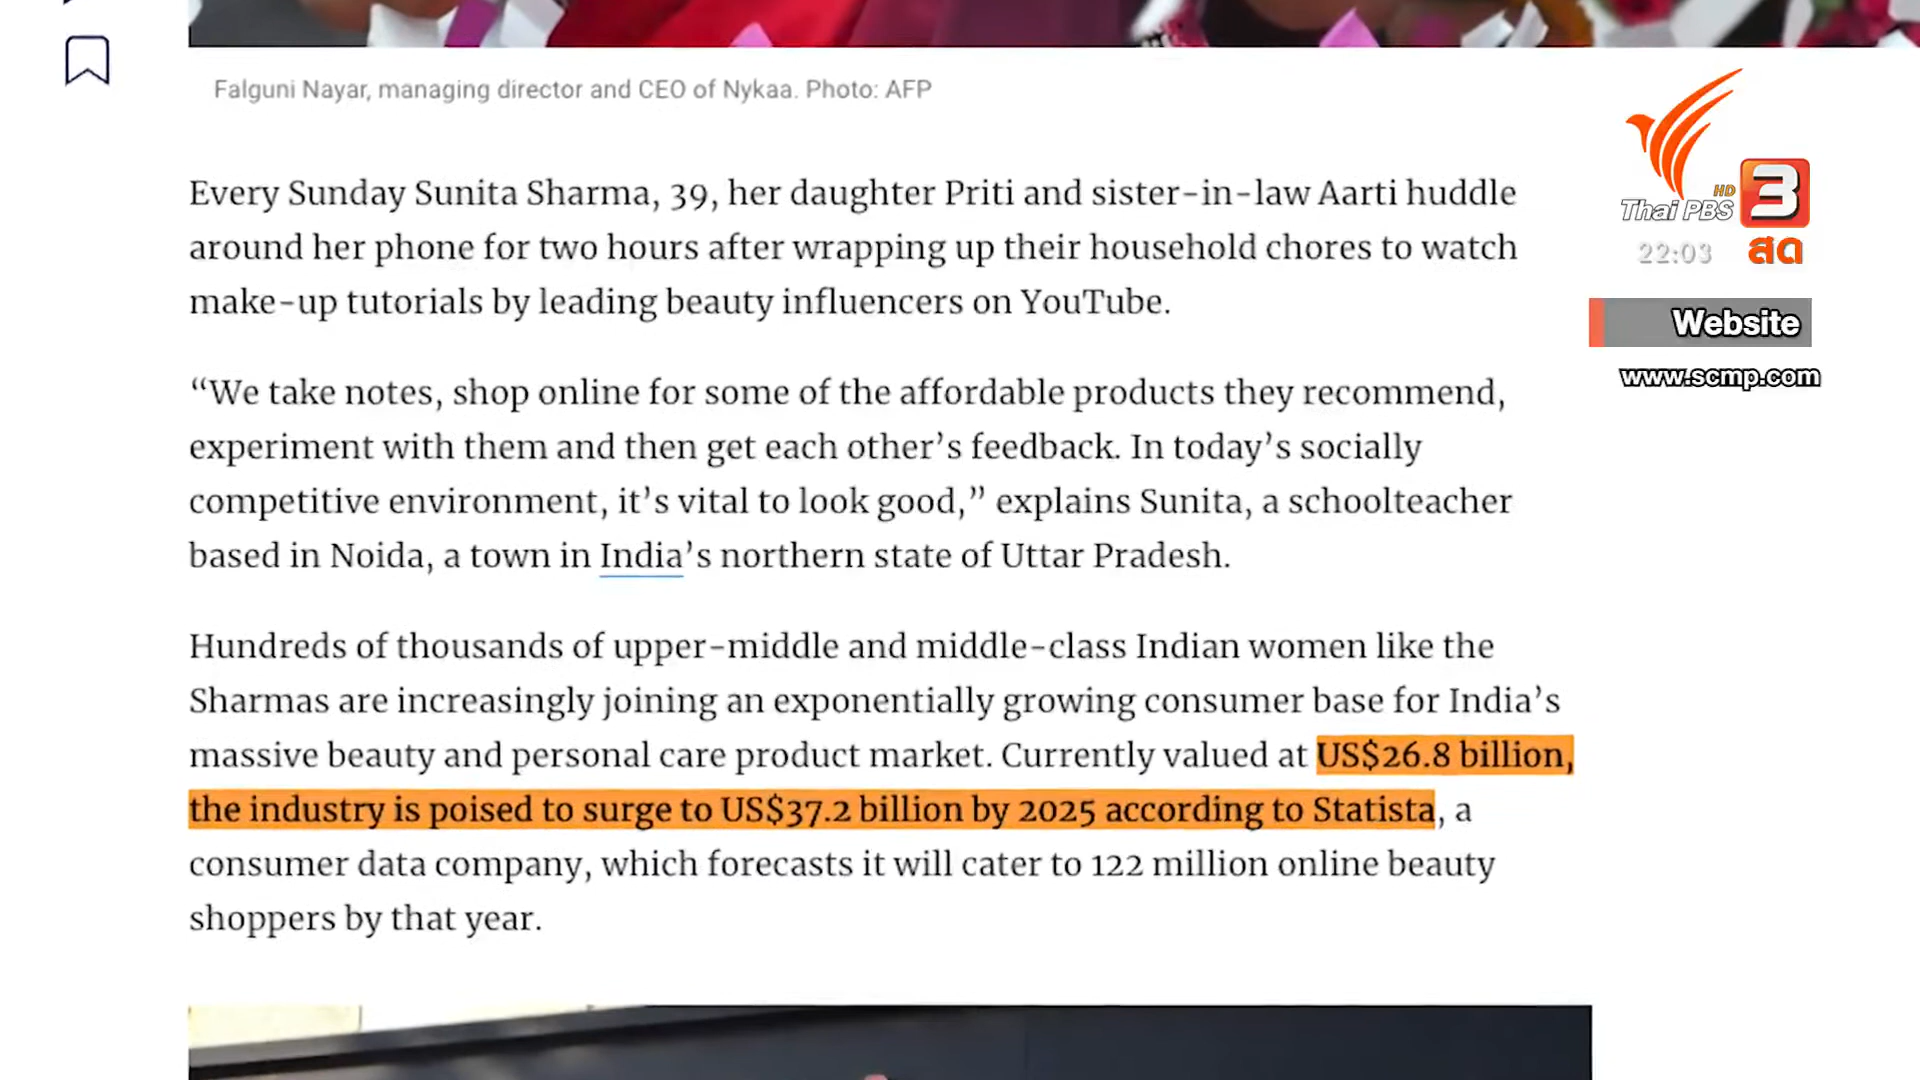 Falguni Nayar, managing director and CEO of Nykaa. Photo: AFP
Every Sunday Sunita Sharma, 39, her daughter Priti and sister-in-law Aarti huddle
around her phone for two hours after wrapping up their household chores to watch
make-up tutorials by leading beauty influencers on YouTube.
“We take notes, shop online for some of the affordable products they recommend,
experiment with them and then get each other’s feedback. In today’s socially
competitive environment, it’s vital to look good,” explains Sunita, a schoolteacher
based in Noida, a town in India’s northern state of Uttar Pradesh.
Hundreds of thousands of upper-middle and middle-class Indian women like the
Sharmas are increasingly joining an exponentially growing consumer base for India’s
massive beauty and personal care product market. Currently valued at US$26.8 billion,
the industry is poised to surge to US$37.2 billion by 2025 according to Statista, a
consumer data company, which forecasts it will cater to 122 million online beauty
shoppers by that year.
Thai PBS HD 3
22:03 สด
Website
www.scmp.com